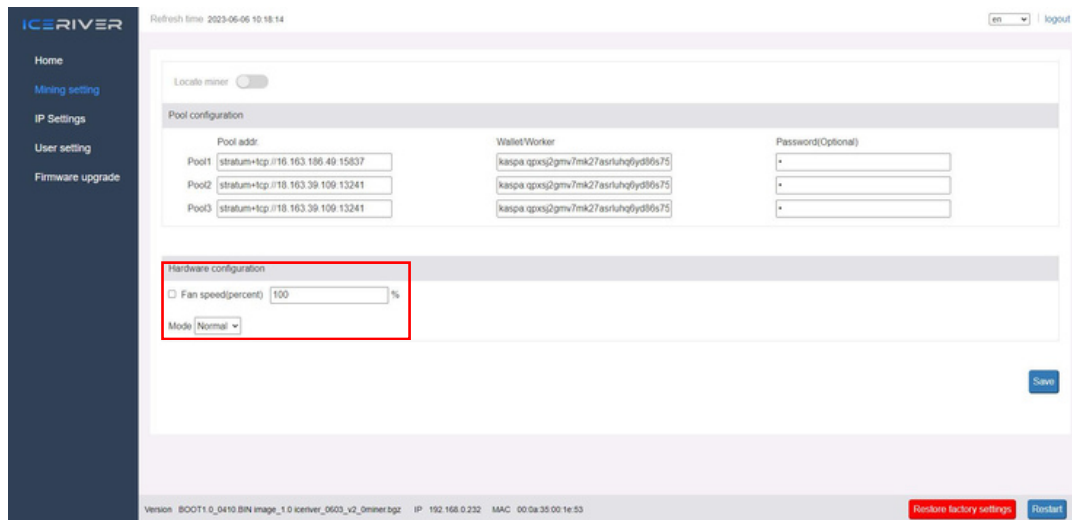 ICERIVER
Refresh time 2023-06-06 10:18:14
en
logout
Home
Mining setting
IP Settings
User setting
Firmware upgrade
Locate miner
Pool configuration
Pool addr. Wallet/Worker Password(Optional)
Pool1 stratum+tcp://16.163.186.49:15837 kaspa:qpxsj2gmv7mk27asrluhq6yd86s75
Pool2 stratum+tcp://18.163.39.109:13241 kaspa:qpxsj2gmv7mk27asrluhq6yd86s75
Pool3 stratum+tcp://18.163.39.109:13241 kaspa:qpxsj2gmv7mk27asrluhq6yd86s75
Hardware configuration
Fan speed(percent) 100 %
Mode Normal
Save
Version BOOT1.0_0410.BIN image_1.0 iceriver_0603_v2_0miner.bgz IP 192.168.0.232 MAC 00:0a:35:00:1e:53
Restore factory settings
Restart